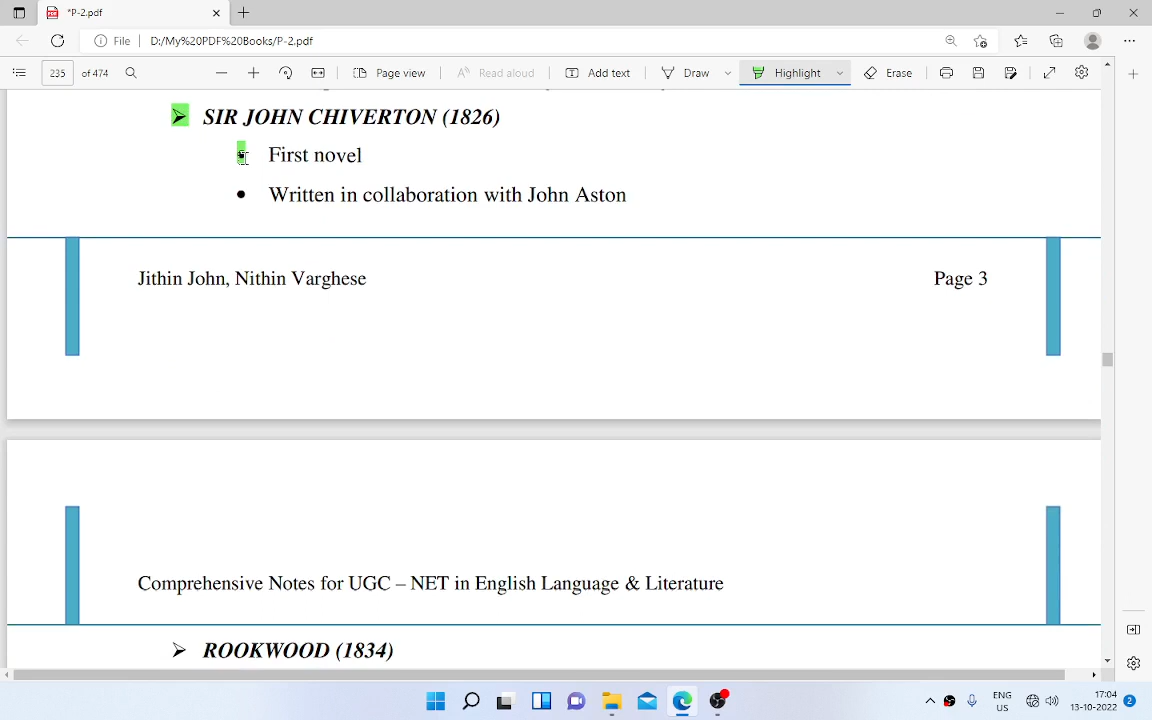 *P-2.pdf
File D:/My%20PDF%20Books/P-2.pdf
235 of 474 Page view Read aloud Add text Draw Highlight Erase
➢ SIR JOHN CHIVERTON (1826)
• First novel
• Written in collaboration with John Aston
Jithin John, Nithin Varghese Page 3
Comprehensive Notes for UGC – NET in English Language & Literature
➢ ROOKWOOD (1834)
ENG
US
17:04
13-10-2022
2